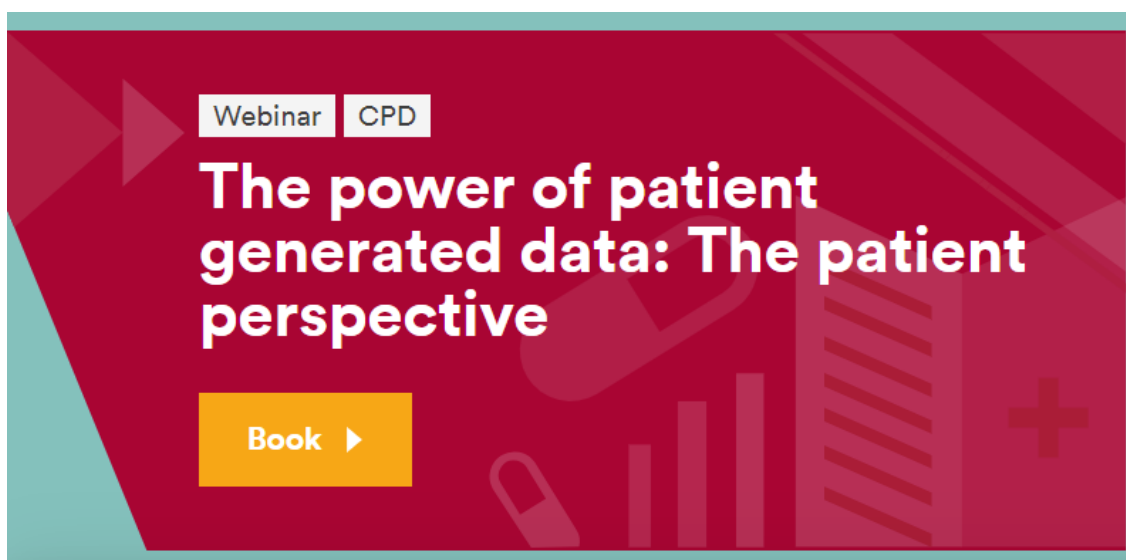 Webinar CPD
The power of patient
generated data: The patient
perspective
Book